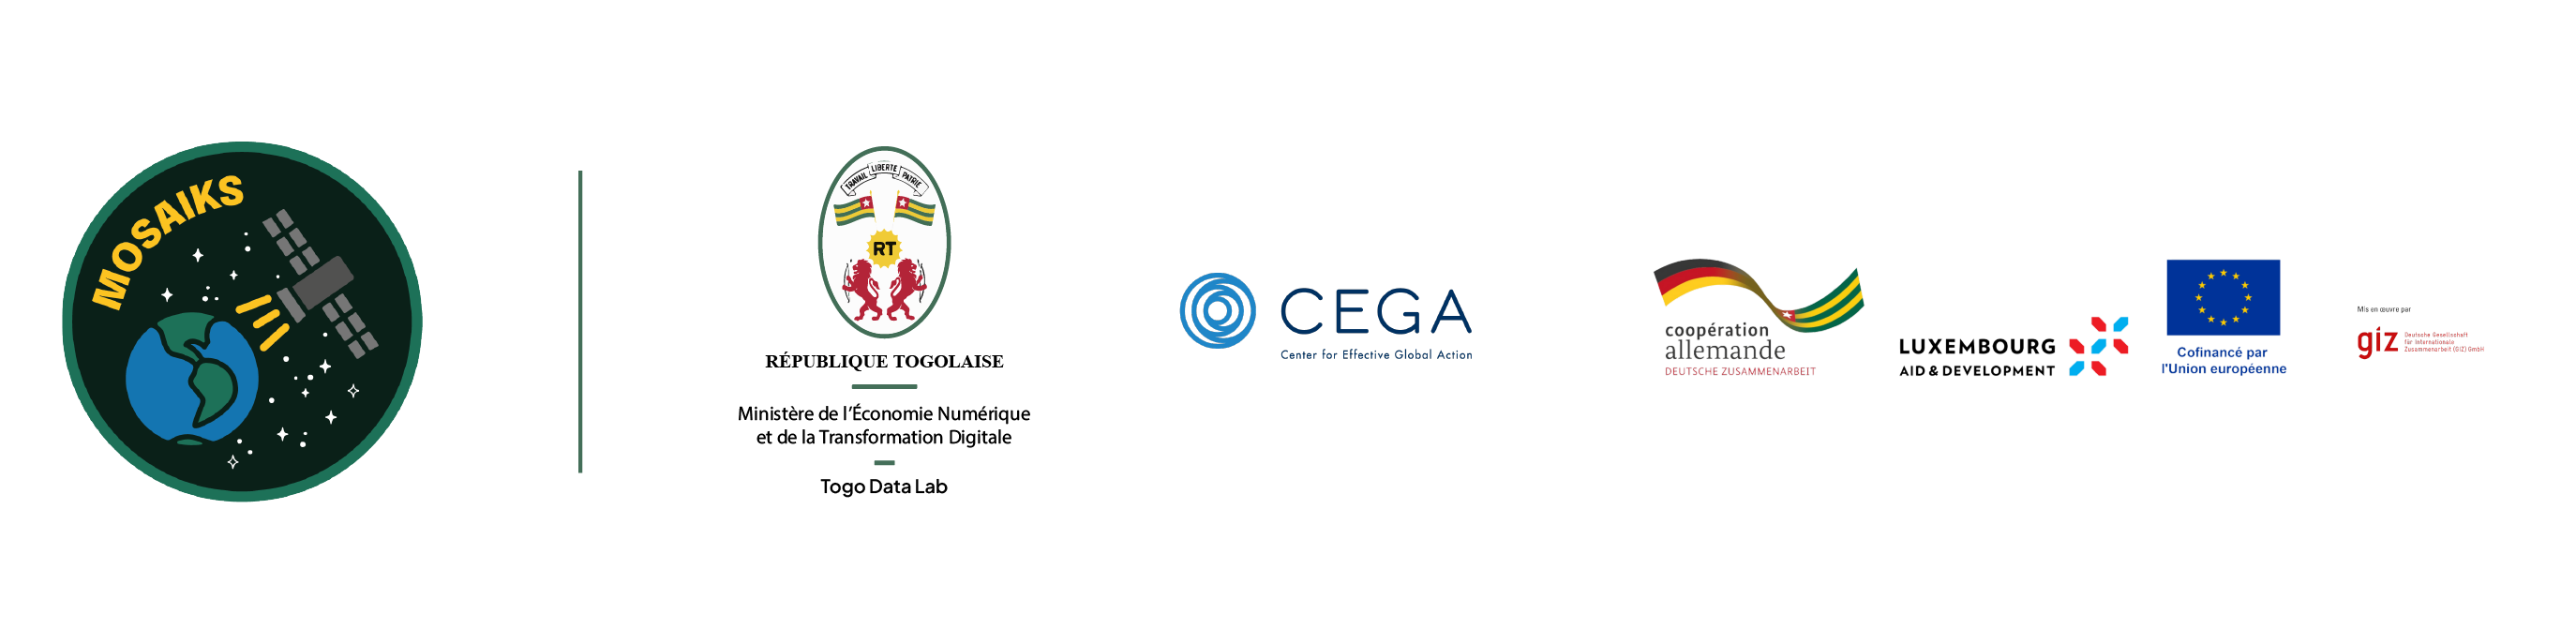 MOSAIKS
TRAVAIL LIBERTE PATRIE
RT
RÉPUBLIQUE TOGOLAISE
Ministère de l'Économie Numérique
et de la Transformation Digitale
Togo Data Lab
CEGA
Center for Effective Global Action
coopération
allemande
DEUTSCHE ZUSAMMENARBEIT
LUXEMBOURG
AID & DEVELOPMENT
Cofinancé par
l'Union européenne
Mis en œuvre par
giz
Deutsche Gesellschaft
für Internationale
Zusammenarbeit (GIZ) GmbH